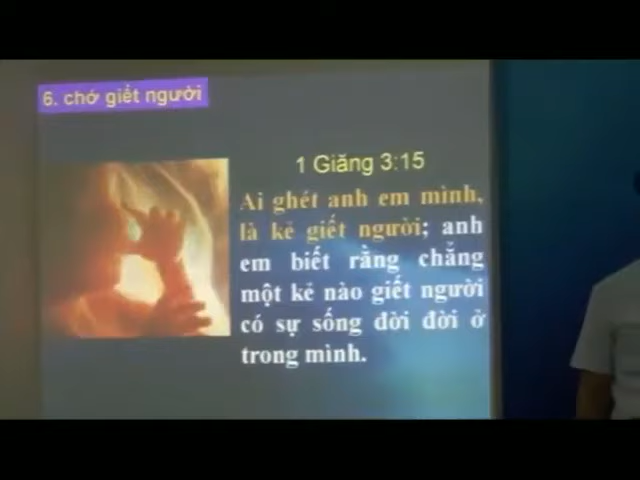 6. chớ giết người
1 Giăng 3:15
Ai ghét anh em mình,
là kẻ giết người; anh
em biết rằng chẳng
một kẻ nào giết người
có sự sống đời đời ở
trong mình.